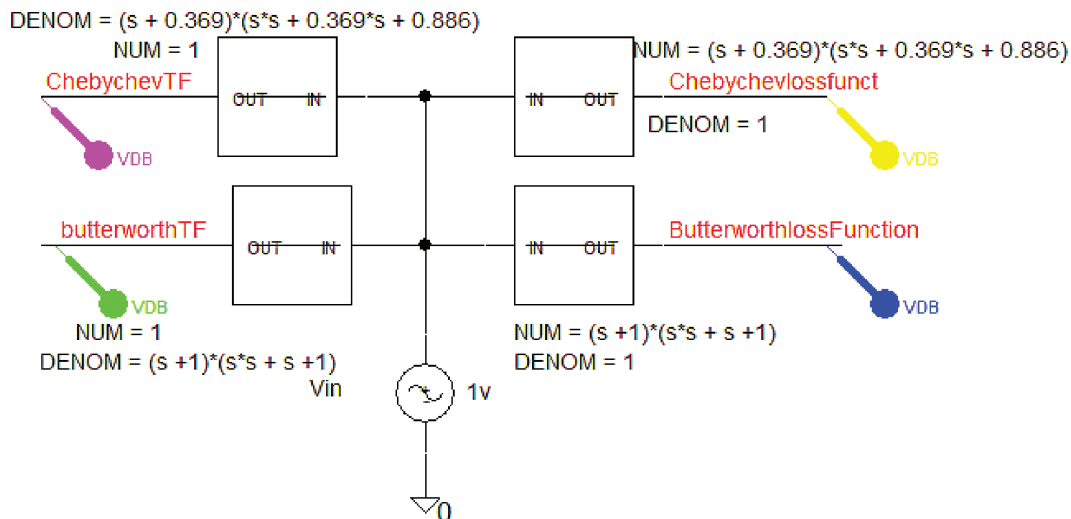 DENOM = (s + 0.369)*(s*s + 0.369*s + 0.886)
NUM = 1
NUM = (s + 0.369)*(s*s + 0.369*s + 0.886)
ChebychevTF
OUT IN
IN OUT
Chebychevlossfunct
DENOM = 1
VDB
VDB
butterworthTF
OUT IN
IN OUT
ButterworthlossFunction
VDB
VDB
NUM = 1
DENOM = (s +1)*(s*s + s +1)
NUM = (s +1)*(s*s + s +1)
DENOM = 1
Vin
1v
0